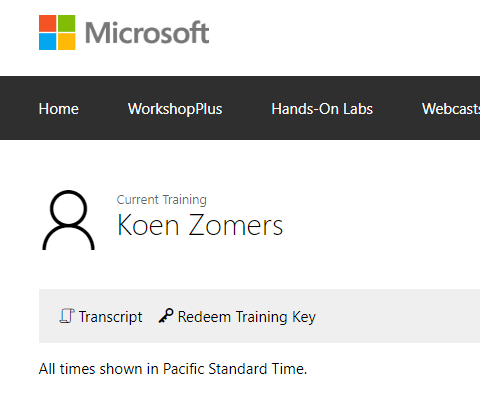 Microsoft
Home WorkshopPlus Hands-On Labs Webcasts
Current Training
Koen Zomers
Transcript Redeem Training Key
All times shown in Pacific Standard Time.